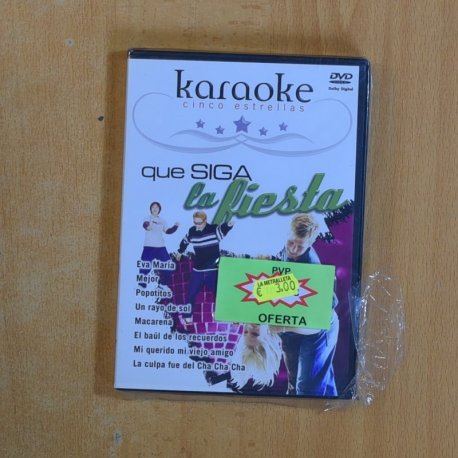 karaoke
cinco estrellas
DVD
Dolby Digital
que SIGA
la fiesta
Eva María
Mejor
Popotitos
Un rayo de sol
Macarena
El baúl de los recuerdos
Mi querido mi viejo amigo
La culpa fue del Cha Cha Cha
PVP
LA METRALLETA
€ 3,00
OFERTA